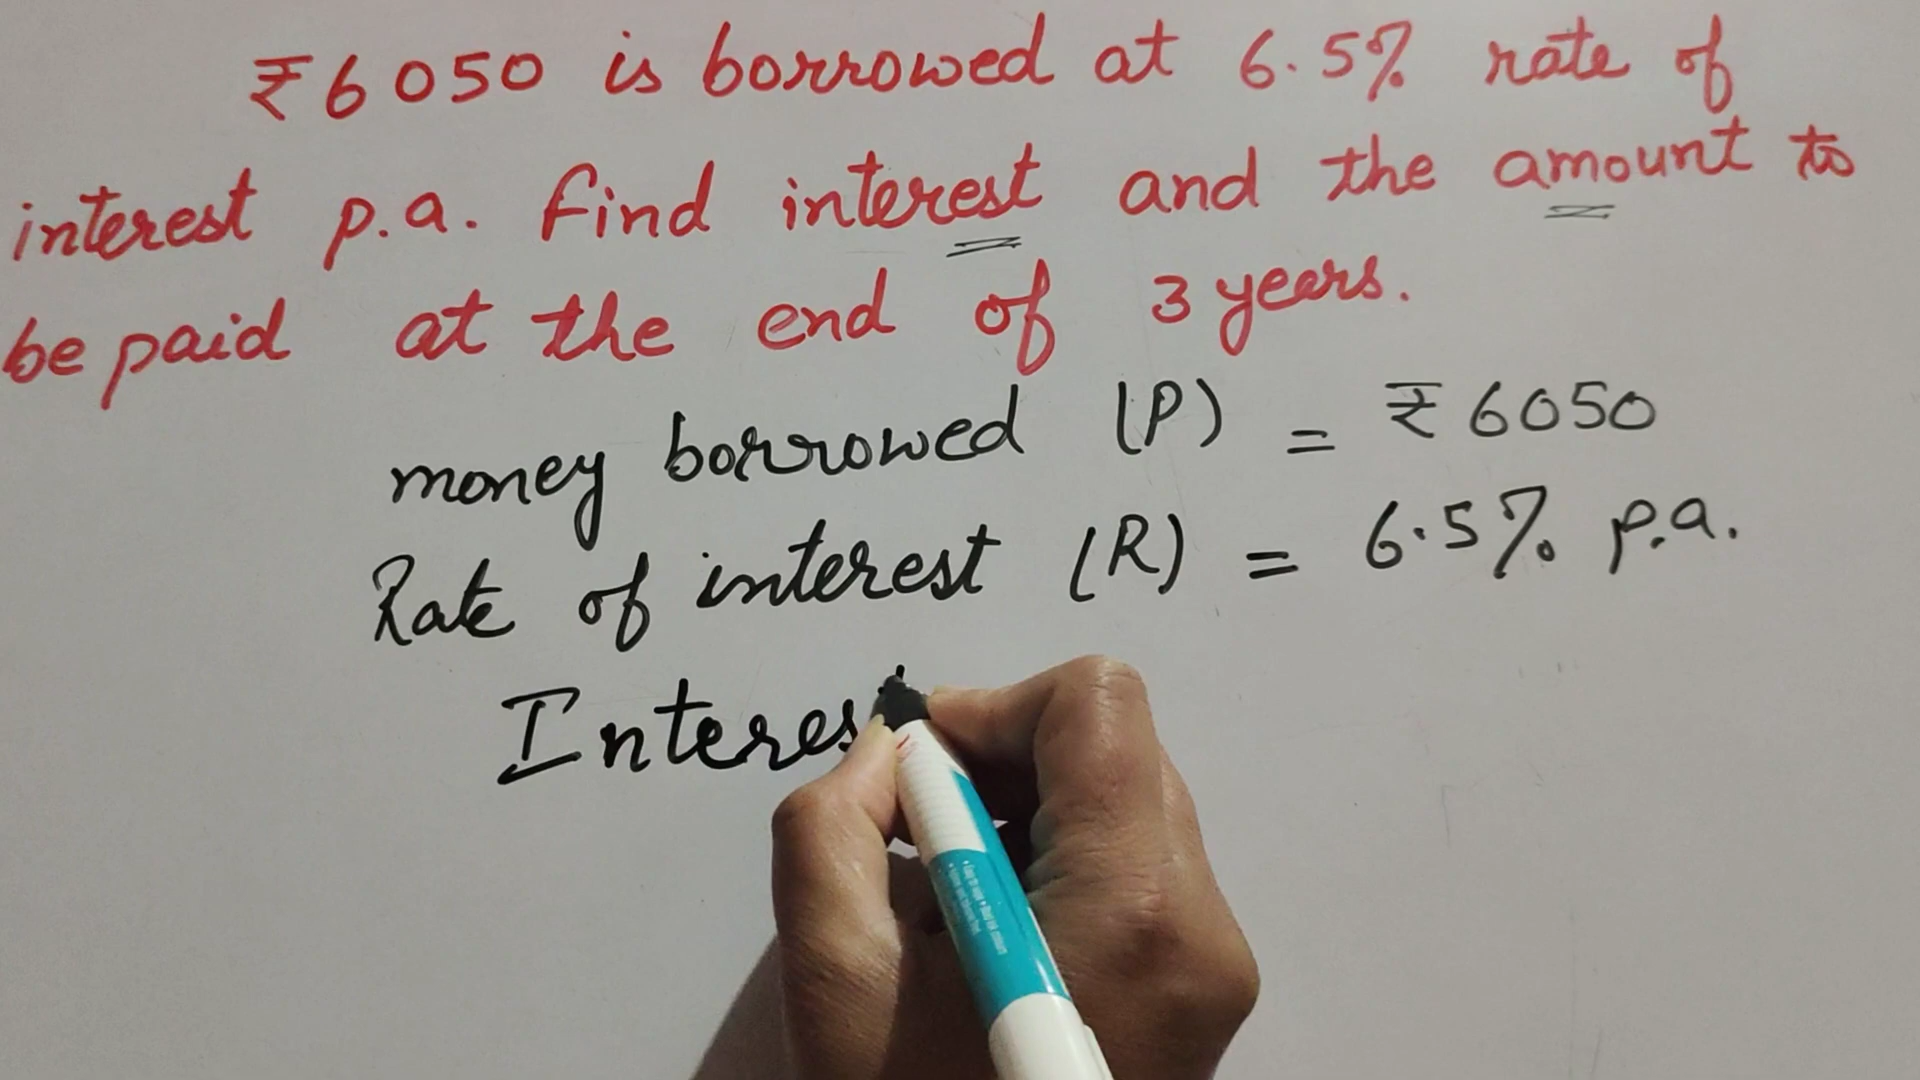 ₹6050 is borrowed at 6.5% rate of
interest p.a. Find interest and the amount to
be paid at the end of 3 years.
money borrowed (P) = ₹6050
Rate of interest (R) = 6.5% p.a.
Interes